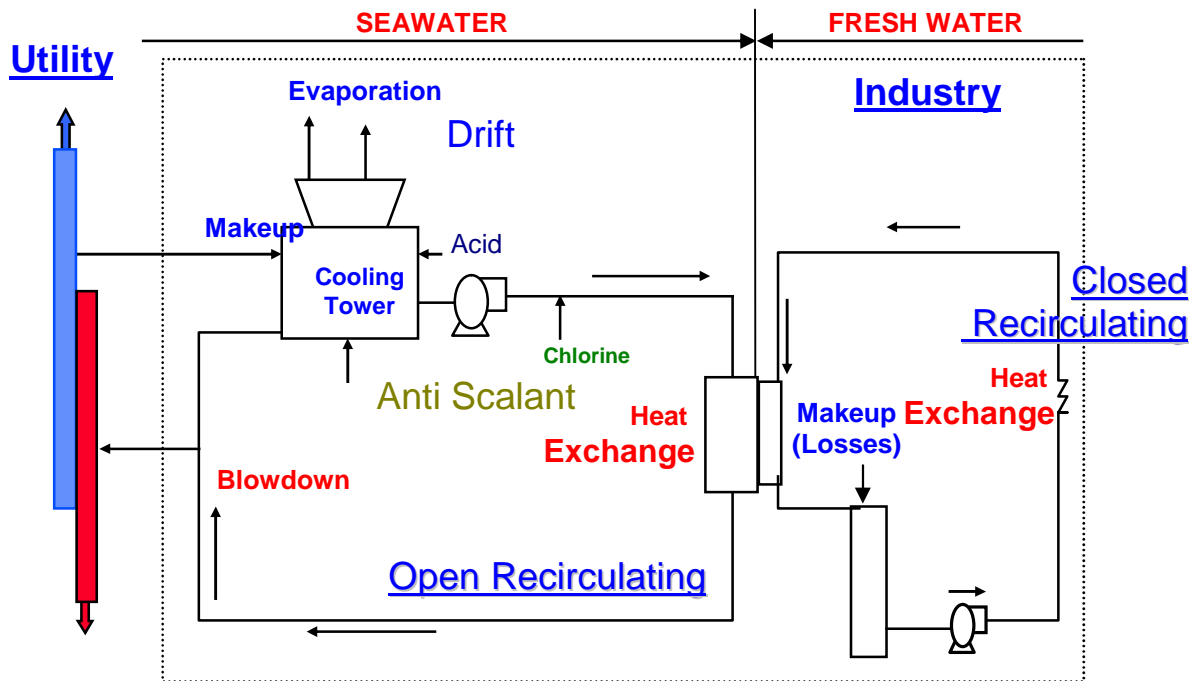 SEAWATER
FRESH WATER
Utility
Industry
Evaporation
Drift
Makeup
Acid
Cooling
Tower
Chlorine
Anti Scalant
Closed
Recirculating
Heat
Exchange
Makeup
(Losses)
Heat
Exchange
Blowdown
Open Recirculating